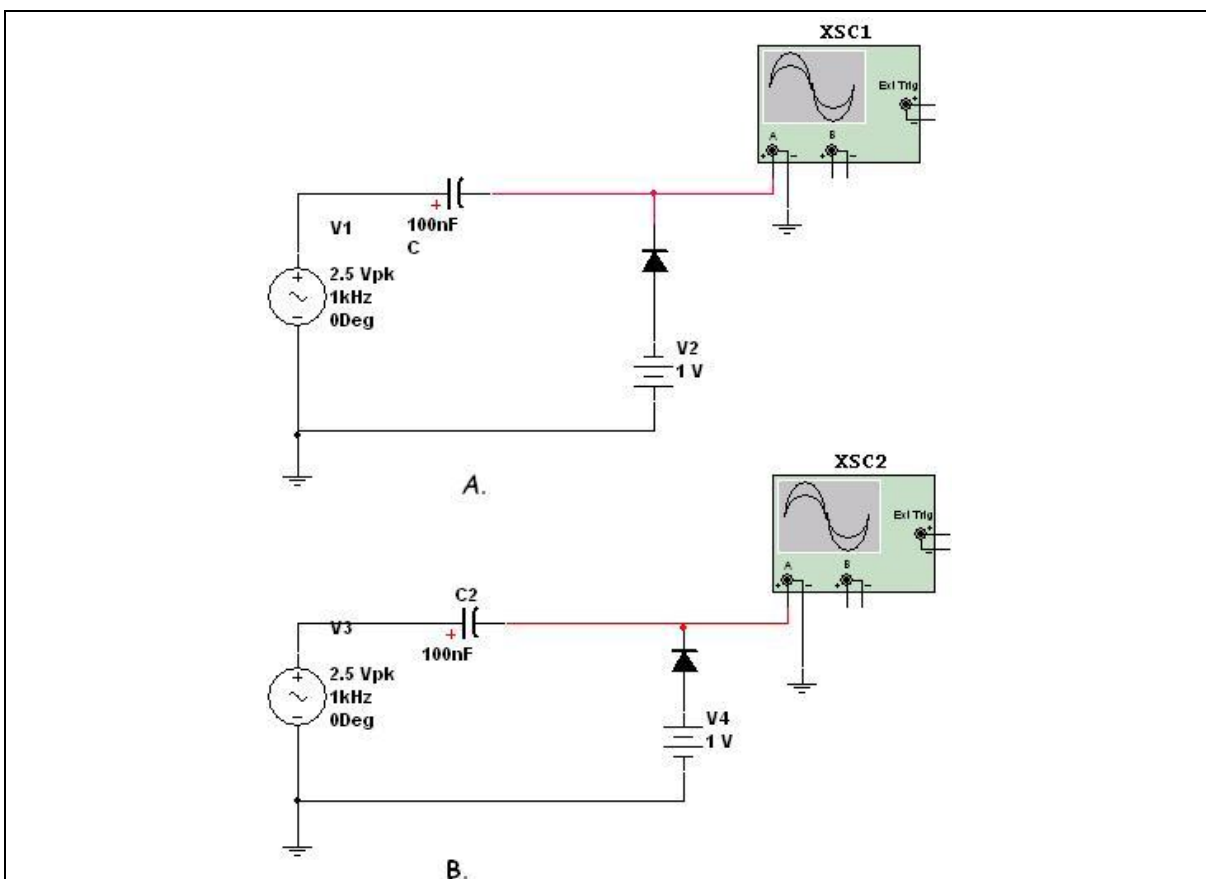 XSC1
Ext Trig
+
−
A
B
+ − + −
V1
+
100nF
C
+
2.5 Vpk
1kHz
0Deg
−
V2
1 V
A.
XSC2
Ext Trig
+
−
A
B
+ − + −
C2
V3
+
100nF
+
2.5 Vpk
1kHz
0Deg
−
V4
1 V
B.